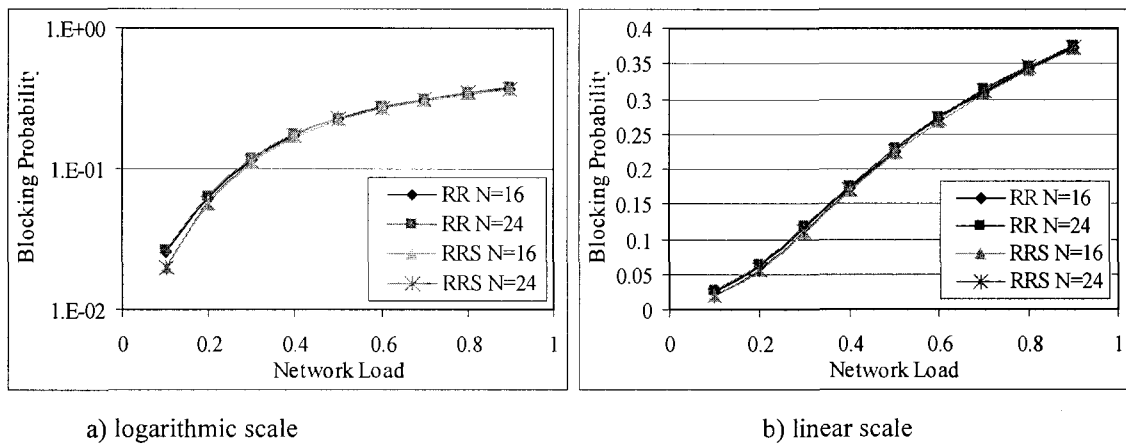 1.E+00
1.E-01
1.E-02
Blocking Probability
0
0.2
0.4
0.6
0.8
1
Network Load
RR N=16
RR N=24
RRS N=16
RRS N=24
a) logarithmic scale
0.4
0.35
0.3
0.25
0.2
0.15
0.1
0.05
0
Blocking Probability
0
0.2
0.4
0.6
0.8
1
Network Load
RR N=16
RR N=24
RRS N=16
RRS N=24
b) linear scale